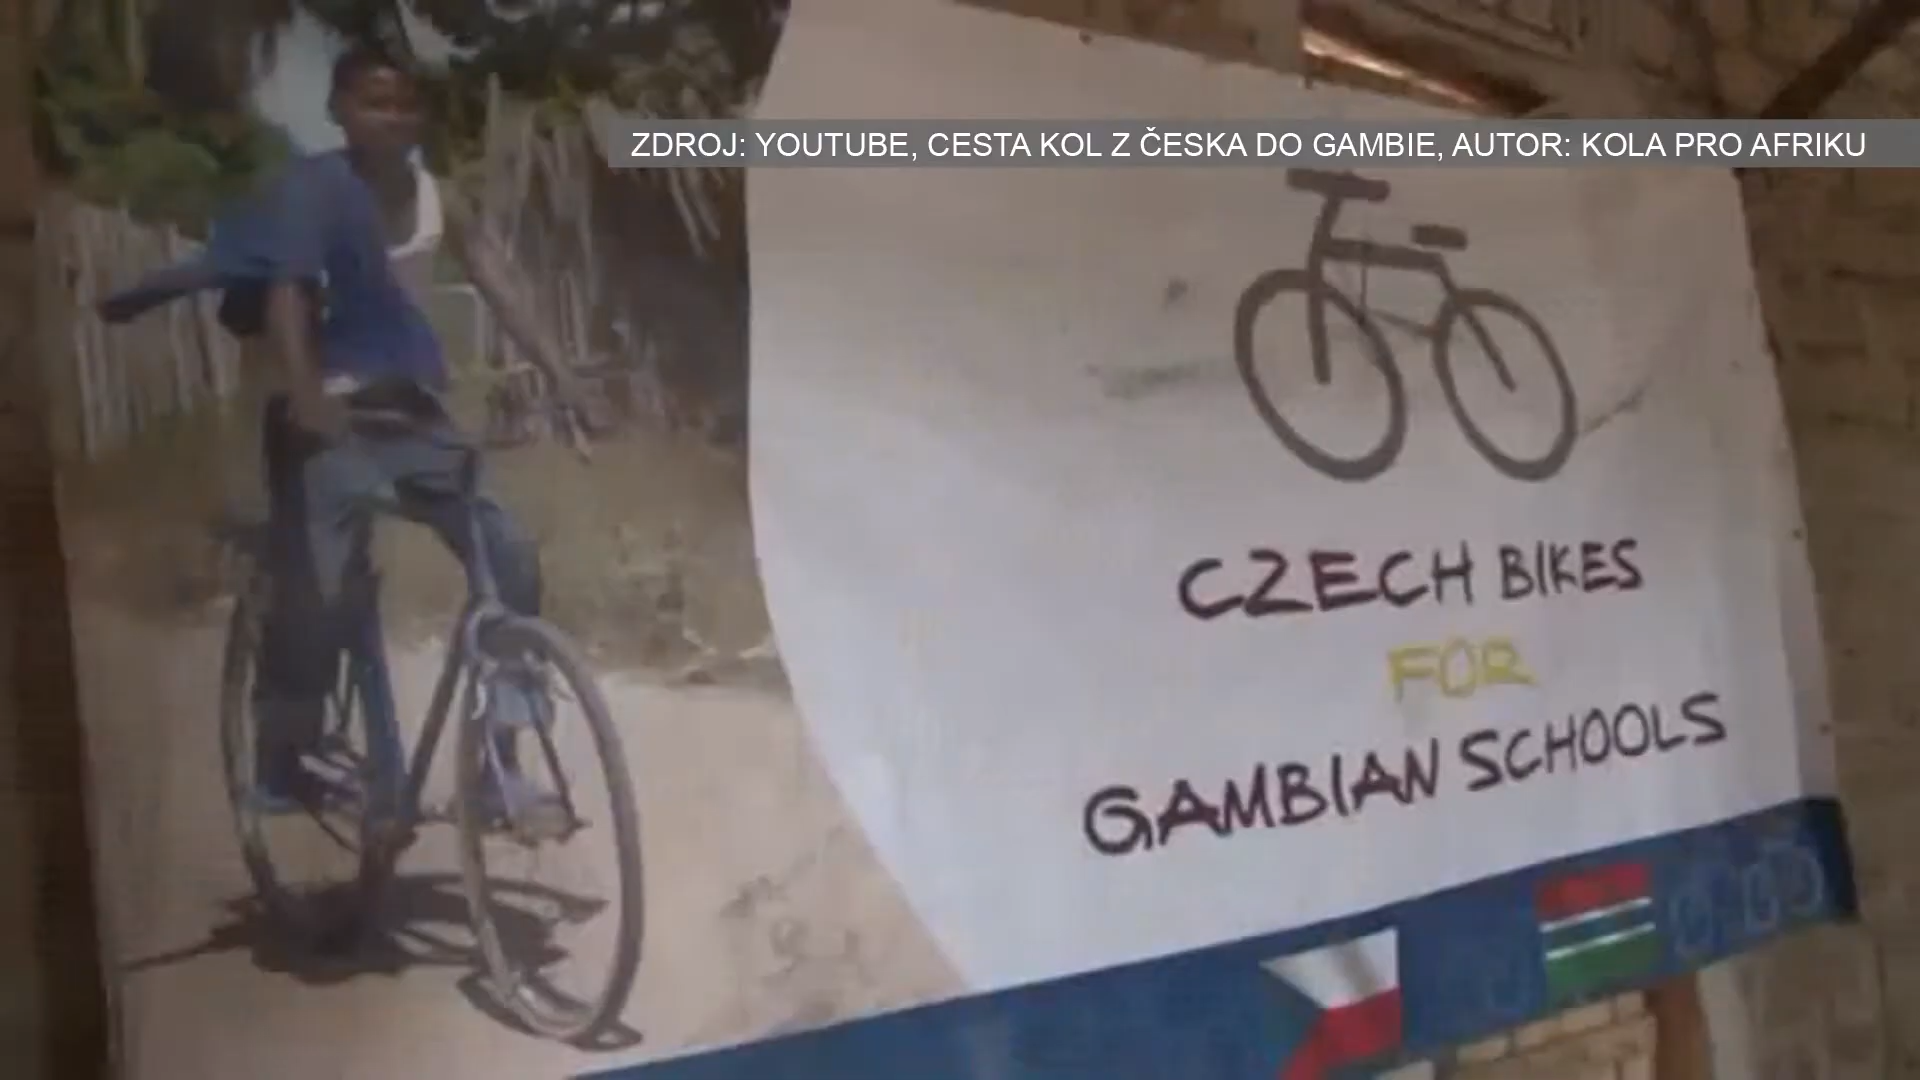 ZDROJ: YOUTUBE, CESTA KOL Z ČESKA DO GAMBIE, AUTOR: KOLA PRO AFRIKU
CZECH BIKES
FOR
GAMBIAN SCHOOLS